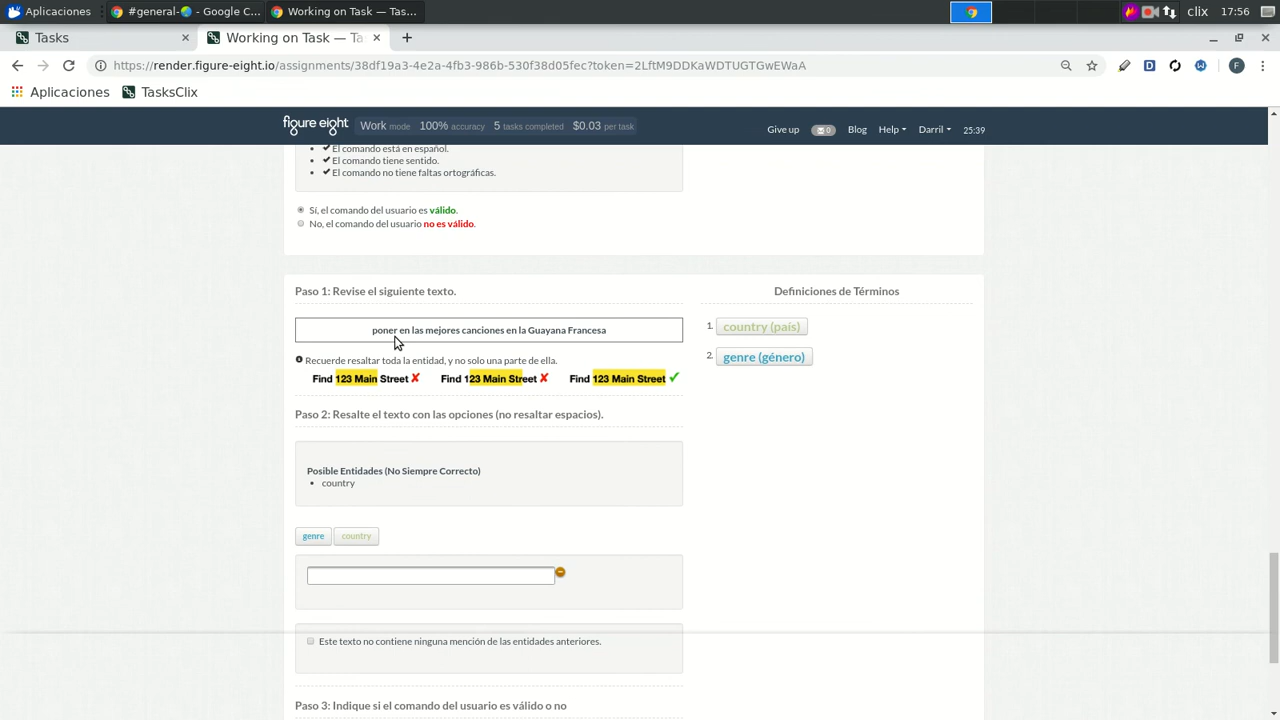 Aplicaciones
#general-🌏 - Google C...
Working on Task — Tas...
clix
17:56
Tasks
Working on Task — Ta
https://render.figure-eight.io/assignments/38df19a3-4e2a-4fb3-986b-530f38d05fec?token=2LftM9DDKaWDTUGTGwEWaA
Aplicaciones
TasksClix
figure eight
Work mode
100% accuracy
5 tasks completed
$0.03 per task
Give up
0
Blog
Help
Darril
25:39
El comando está en español.
El comando tiene sentido.
El comando no tiene faltas ortográficas.
Sí, el comando del usuario es válido.
No, el comando del usuario no es válido.
Paso 1: Revise el siguiente texto.
poner en las mejores canciones en la Guayana Francesa
Recuerde resaltar toda la entidad, y no solo una parte de ella.
Find 123 Main Street ✘ Find 123 Main Street ✘ Find 123 Main Street ✓
Paso 2: Resalte el texto con las opciones (no resaltar espacios).
Posible Entidades (No Siempre Correcto)
country
genre
country
Este texto no contiene ninguna mención de las entidades anteriores.
Paso 3: Indique si el comando del usuario es válido o no
Definiciones de Términos
1. country (país)
2. genre (género)